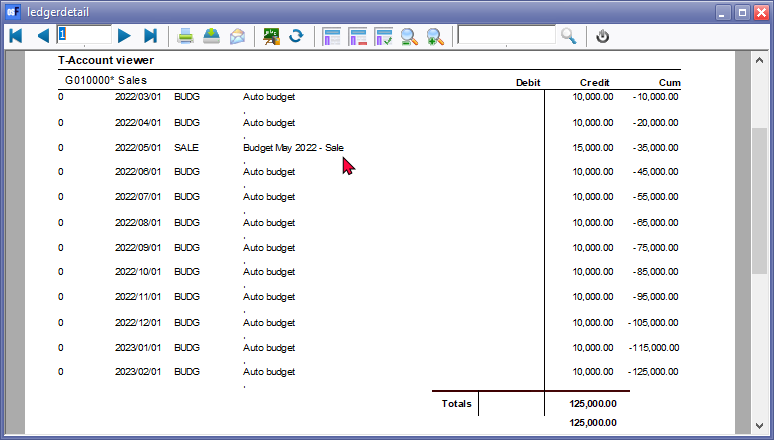 ledgerdetail
1
T-Account viewer
G010000* Sales Debit Credit Cum
0 2022/03/01 BUDG Auto budget 10,000.00 -10,000.00
,
0 2022/04/01 BUDG Auto budget 10,000.00 -20,000.00
,
0 2022/05/01 SALE Budget May 2022 - Sale 15,000.00 -35,000.00
,
0 2022/06/01 BUDG Auto budget 10,000.00 -45,000.00
,
0 2022/07/01 BUDG Auto budget 10,000.00 -55,000.00
,
0 2022/08/01 BUDG Auto budget 10,000.00 -65,000.00
,
0 2022/09/01 BUDG Auto budget 10,000.00 -75,000.00
,
0 2022/10/01 BUDG Auto budget 10,000.00 -85,000.00
,
0 2022/11/01 BUDG Auto budget 10,000.00 -95,000.00
,
0 2022/12/01 BUDG Auto budget 10,000.00 -105,000.00
,
0 2023/01/01 BUDG Auto budget 10,000.00 -115,000.00
,
0 2023/02/01 BUDG Auto budget 10,000.00 -125,000.00
,
Totals 125,000.00
125,000.00